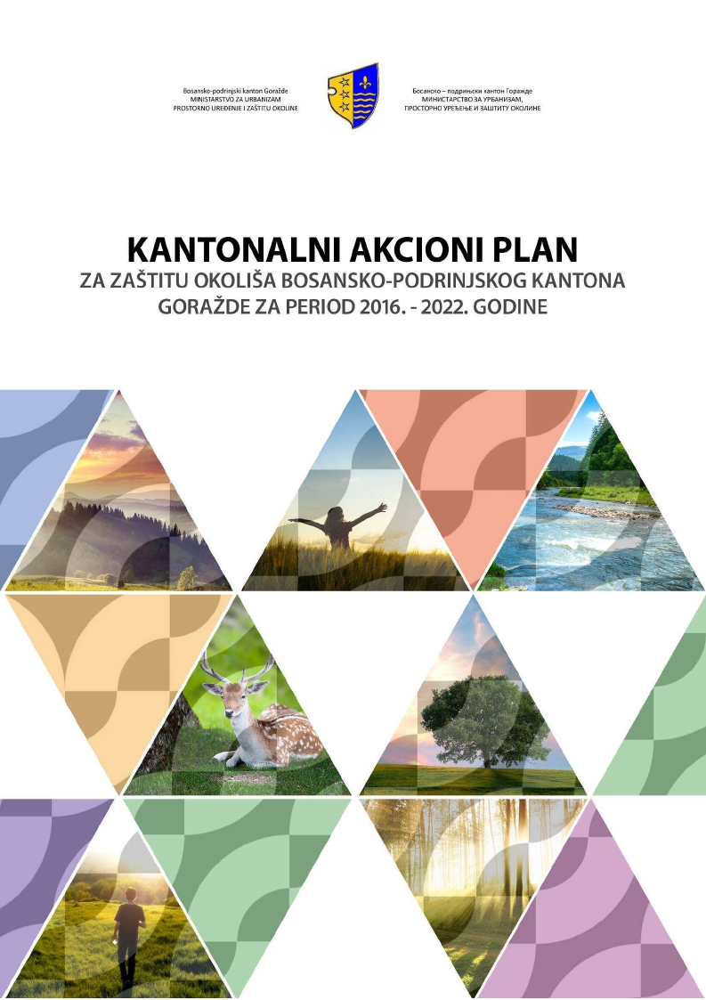 Bosansko-podrinjski kanton Goražde
MINISTARSTVO ZA URBANIZAM
PROSTORNO UREĐENJE I ZAŠTITU OKOLINE
Босанско – подрињски кантон Горажде
МИНИСТАРСТВО ЗА УРБАНИЗАМ,
ПРОСТОРНО УРЕЂЕЊЕ И ЗАШТИТУ ОКОЛИНЕ
KANTONALNI AKCIONI PLAN
ZA ZAŠTITU OKOLIŠA BOSANSKO-PODRINJSKOG KANTONA
GORAŽDE ZA PERIOD 2016. - 2022. GODINE